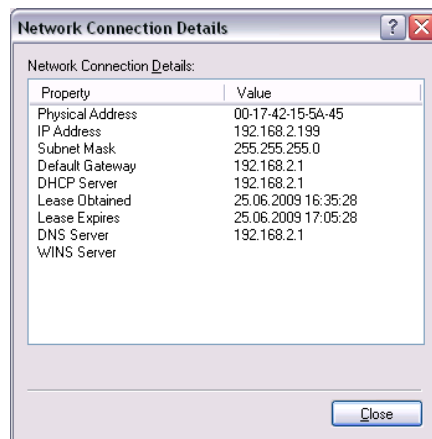 Network Connection Details
Network Connection Details:
Property Value
Physical Address 00-17-42-15-5A-45
IP Address 192.168.2.199
Subnet Mask 255.255.255.0
Default Gateway 192.168.2.1
DHCP Server 192.168.2.1
Lease Obtained 25.06.2009 16:35:28
Lease Expires 25.06.2009 17:05:28
DNS Server 192.168.2.1
WINS Server
Close